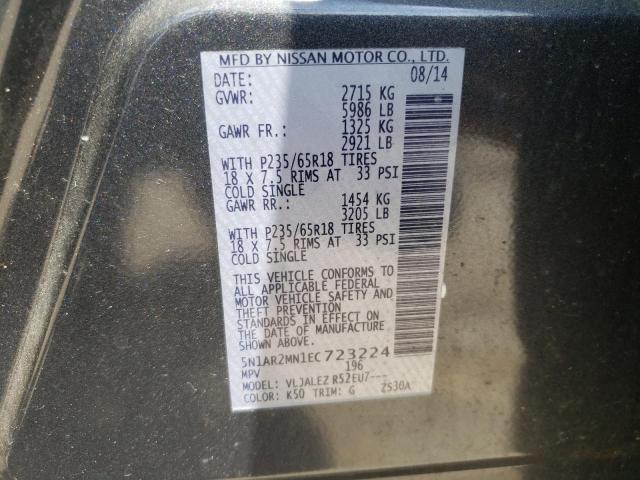 MFD BY NISSAN MOTOR CO., LTD.
DATE: 08/14
GVWR: 2715 KG
5986 LB
GAWR FR.: 1325 KG
2921 LB
WITH P235/65R18 TIRES
18 X 7.5 RIMS AT 33 PSI
COLD SINGLE
GAWR RR.: 1454 KG
3205 LB
WITH P235/65R18 TIRES
18 X 7.5 RIMS AT 33 PSI
COLD SINGLE
THIS VEHICLE CONFORMS TO
ALL APPLICABLE FEDERAL
MOTOR VEHICLE SAFETY AND
THEFT PREVENTION
STANDARDS IN EFFECT ON
THE DATE OF MANUFACTURE
SHOWN ABOVE.
5N1AR2MN1EC723224
MPV 196
MODEL: VLJALEZ R52EU7---
COLOR: K50 TRIM: G ZS30A